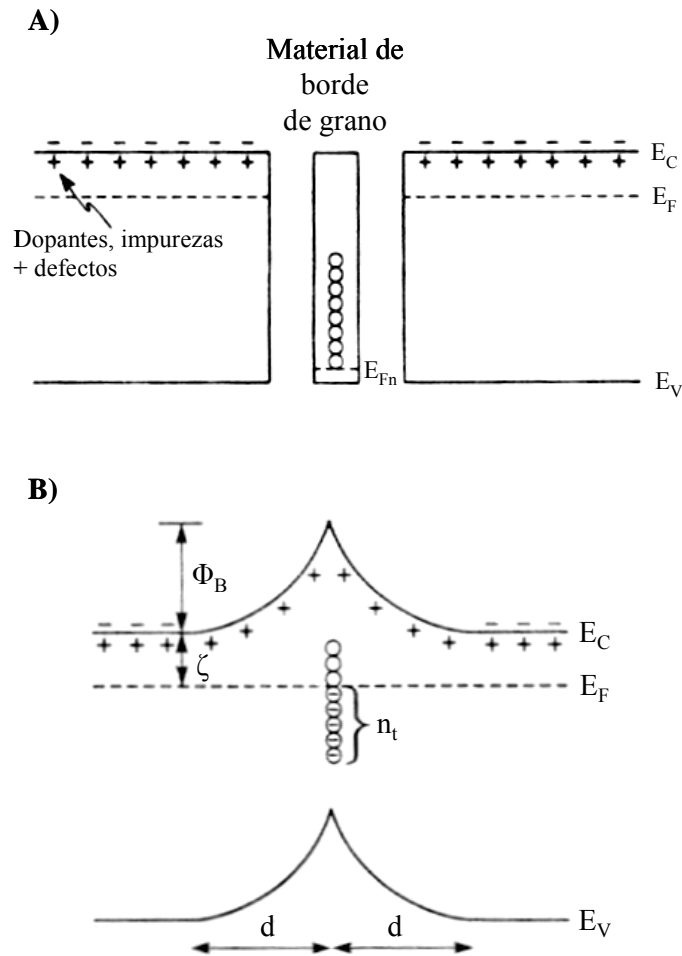 A)
Material de
borde
de grano
E_C
E_F
Dopantes, impurezas
+ defectos
E_Fn
E_V
B)
Φ_B
E_C
ζ
E_F
n_t
d
d
E_V